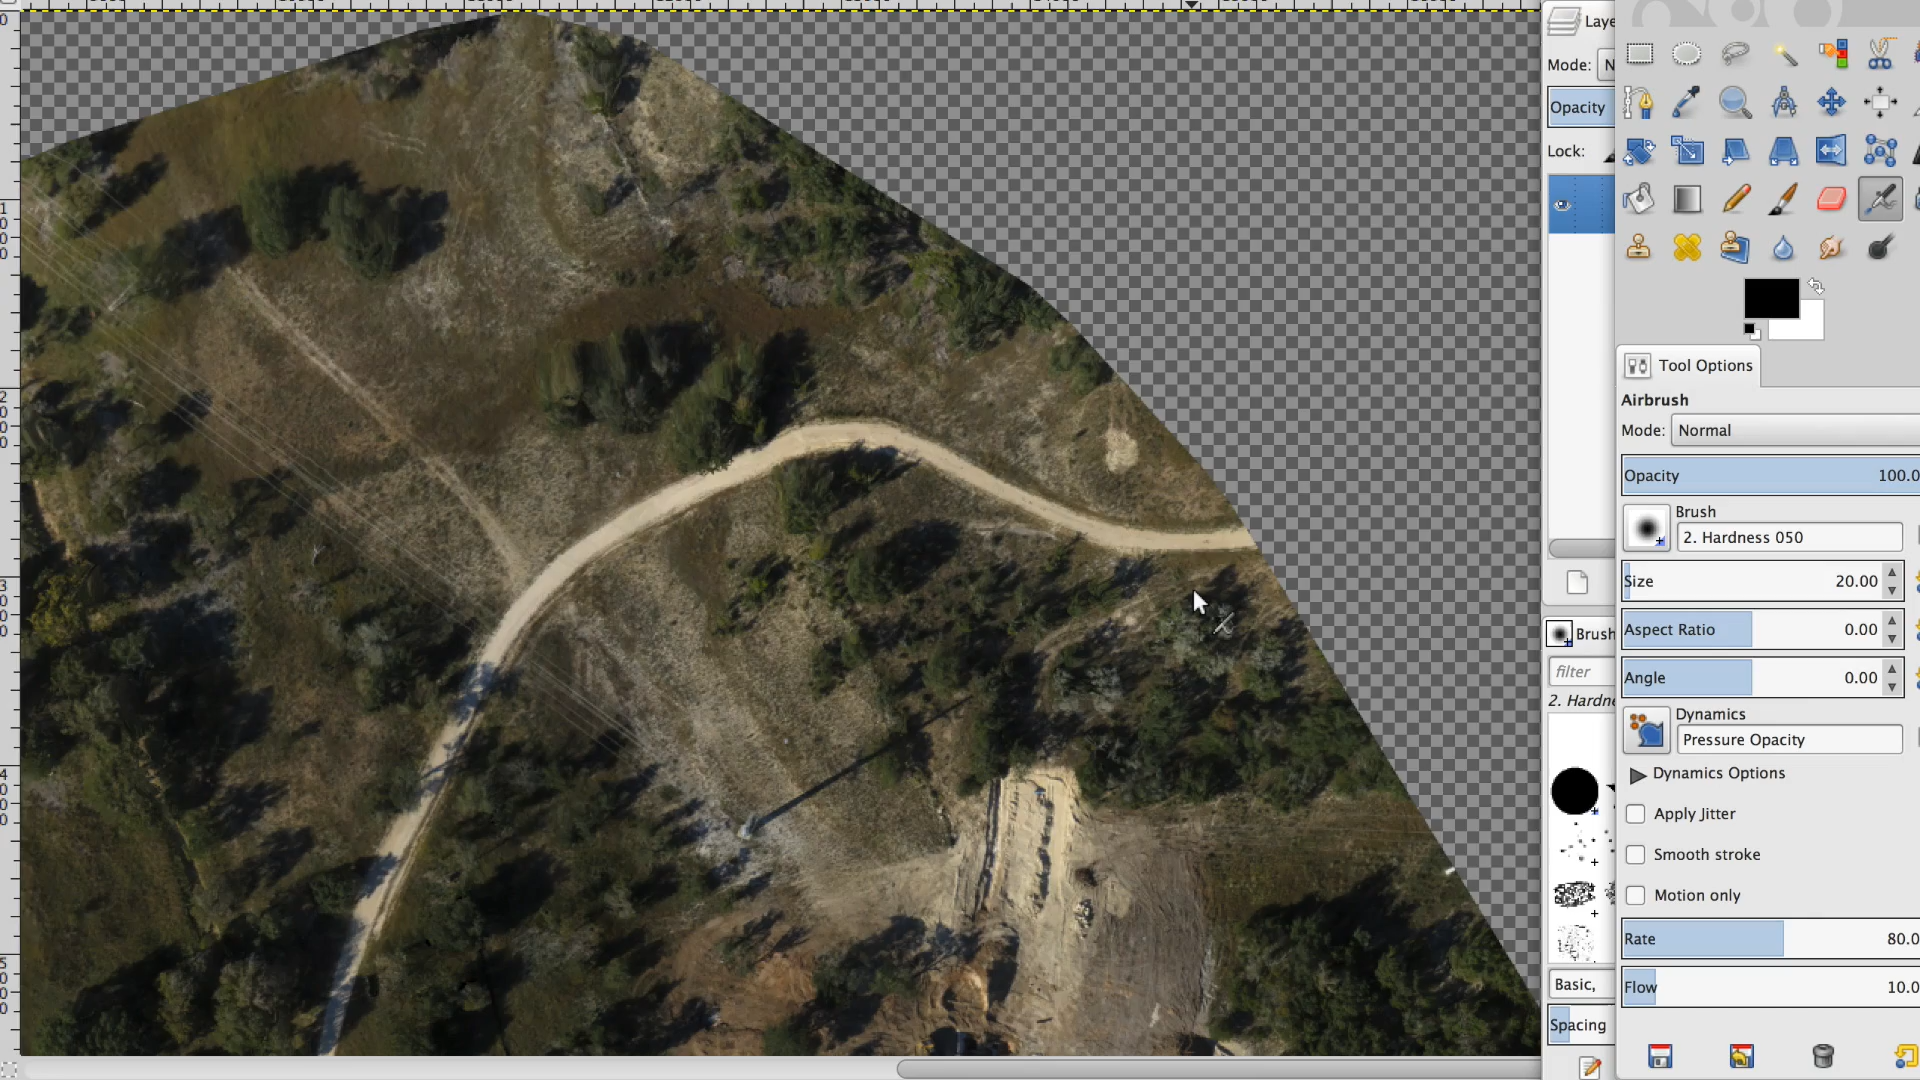 Laye
Mode: N
Opacity
Lock:
Brush
filter
2. Hardne
Basic,
Spacing
Tool Options
Airbrush
Mode: Normal
Opacity 100.0
Brush
2. Hardness 050
Size 20.00
Aspect Ratio 0.00
Angle 0.00
Dynamics
Pressure Opacity
Dynamics Options
Apply Jitter
Smooth stroke
Motion only
Rate 80.0
Flow 10.0